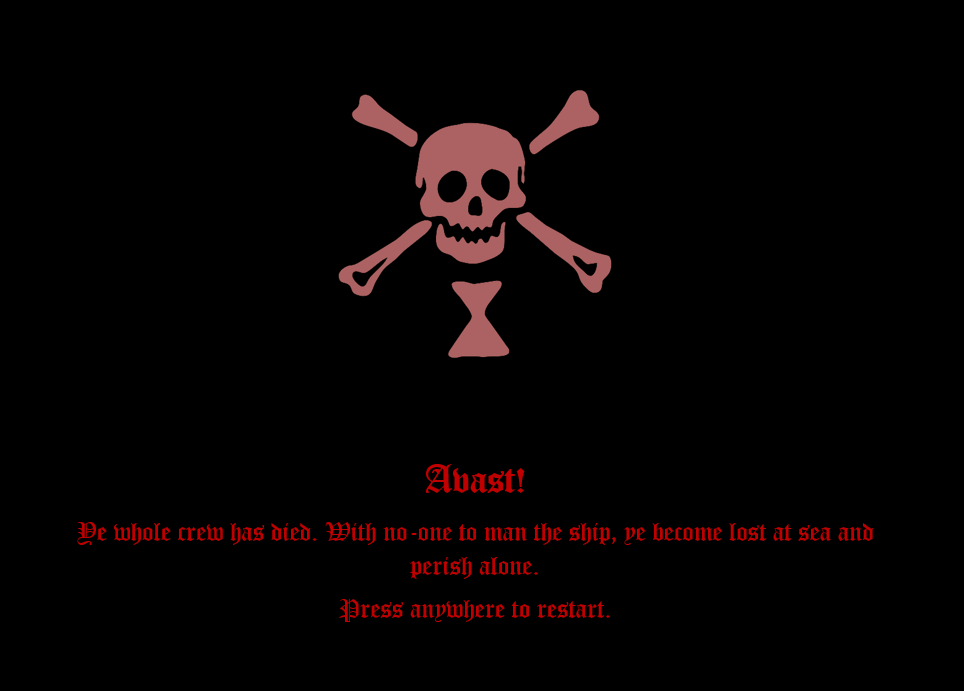 Avast!
Ye whole crew has died. With no-one to man the ship, ye become lost at sea and
perish alone.
Press anywhere to restart.